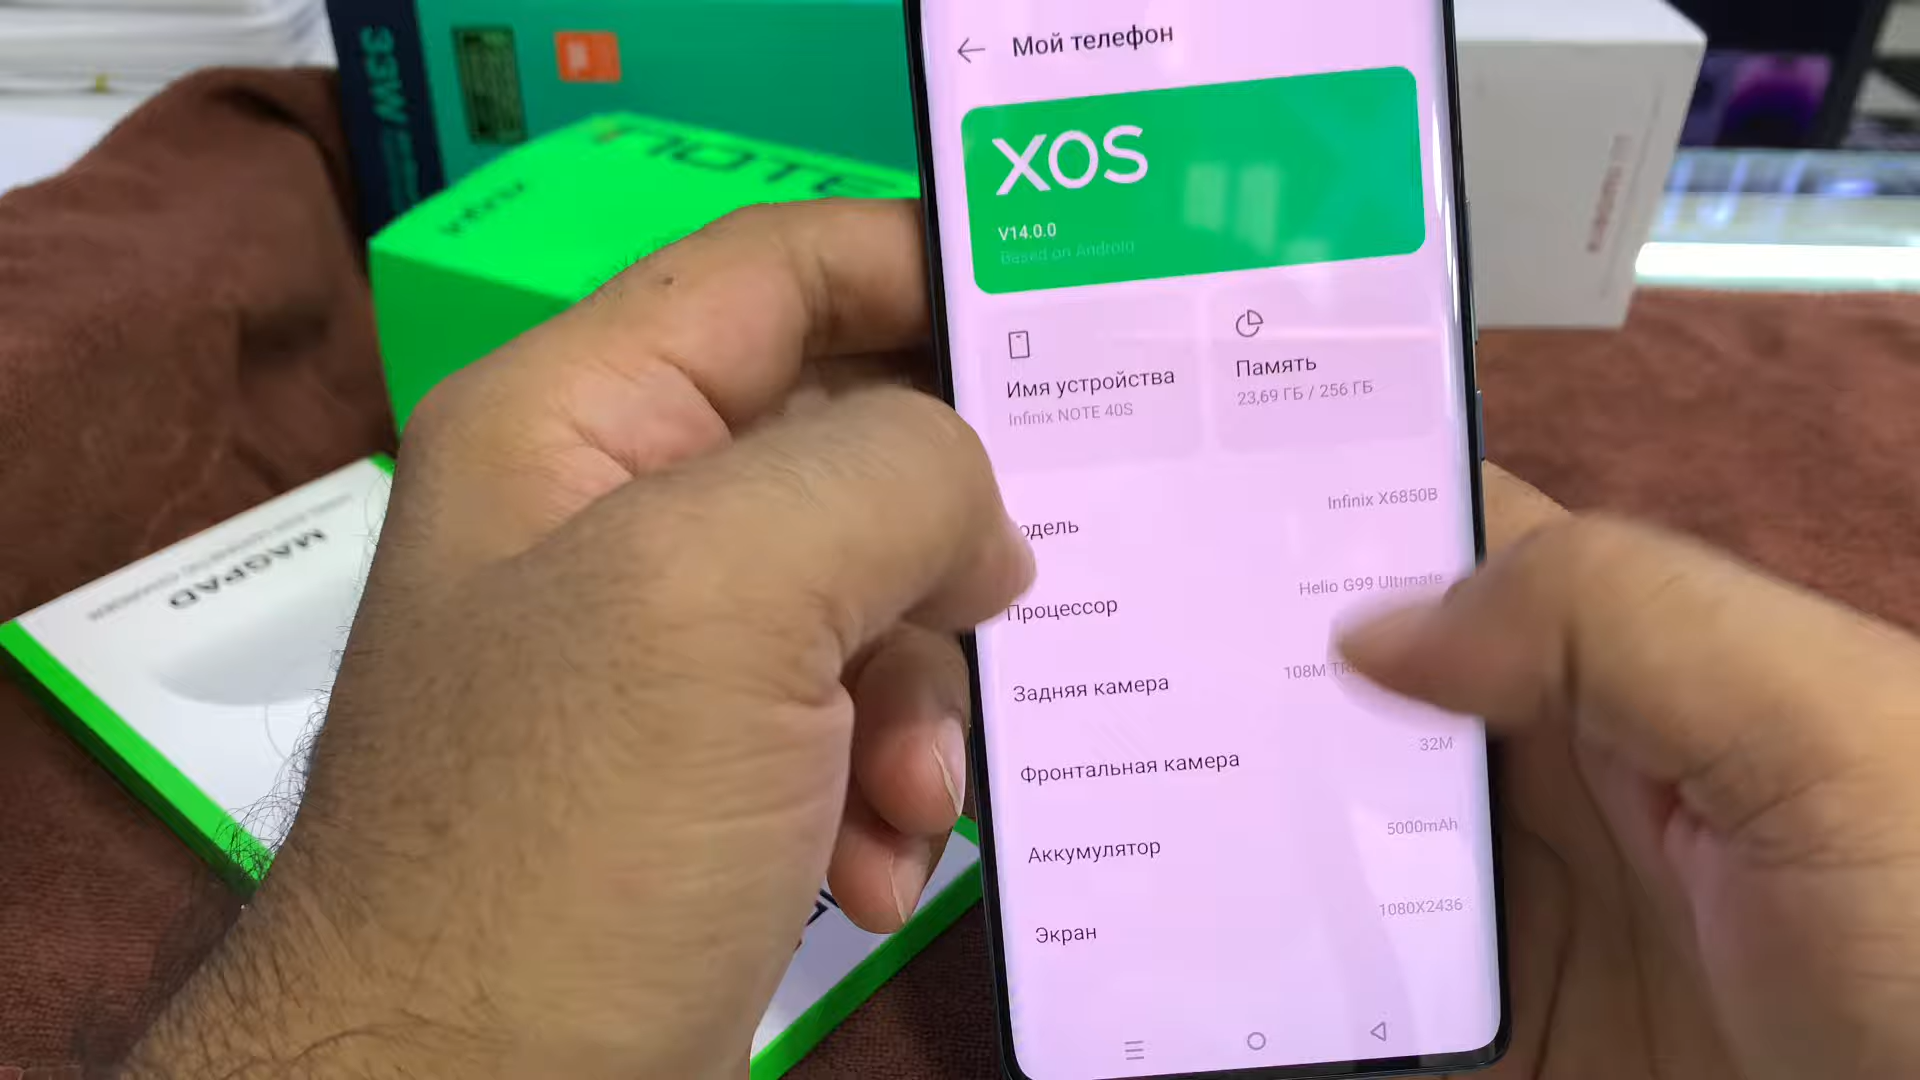 33W
NOTE
Мой телефон
XOS
V14.0.0
Based on Android
Имя устройства
Infinix NOTE 40S
Память
23,69 ГБ / 256 ГБ
Infinix X6850B
Процессор
Helio G99 Ultimate
Задняя камера
108M
Фронтальная камера
32M
Аккумулятор
5000mAh
Экран
1080X2436
MAGPAD